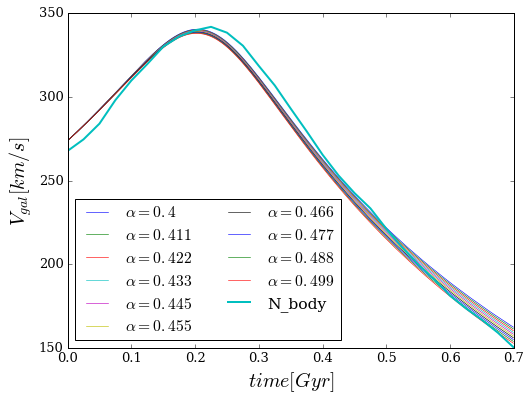 350
300
250
200
150
V_{gal}[km/s]
α = 0.4
α = 0.411
α = 0.422
α = 0.433
α = 0.445
α = 0.455
α = 0.466
α = 0.477
α = 0.488
α = 0.499
N_body
0.0 0.1 0.2 0.3 0.4 0.5 0.6 0.7
time[Gyr]